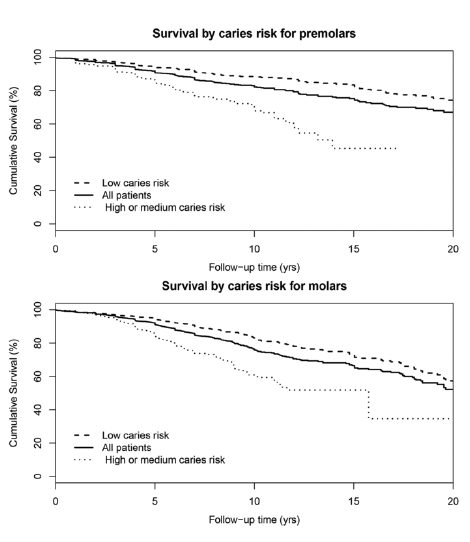 Survival by caries risk for premolars
Cumulative Survival (%)
100
80
60
40
20
0
Low caries risk
All patients
High or medium caries risk
0 5 10 15 20
Follow-up time (yrs)
Survival by caries risk for molars
Cumulative Survival (%)
100
80
60
40
20
0
Low caries risk
All patients
High or medium caries risk
0 5 10 15 20
Follow-up time (yrs)